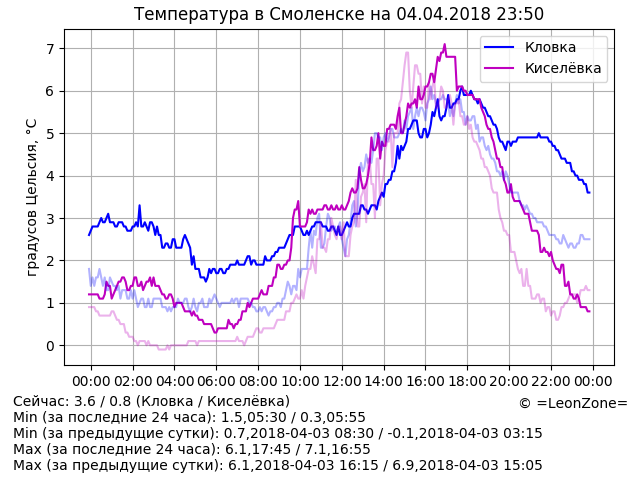 Температура в Смоленске на 04.04.2018 23:50
Кловка
Киселёвка
градусов Цельсия, °C
7
6
5
4
3
2
1
0
00:00 02:00 04:00 06:00 08:00 10:00 12:00 14:00 16:00 18:00 20:00 22:00 00:00
Сейчас: 3.6 / 0.8 (Кловка / Киселёвка)
© =LeonZone=
Min (за последние 24 часа): 1.5,05:30 / 0.3,05:55
Min (за предыдущие сутки): 0.7,2018-04-03 08:30 / -0.1,2018-04-03 03:15
Max (за последние 24 часа): 6.1,17:45 / 7.1,16:55
Max (за предыдущие сутки): 6.1,2018-04-03 16:15 / 6.9,2018-04-03 15:05